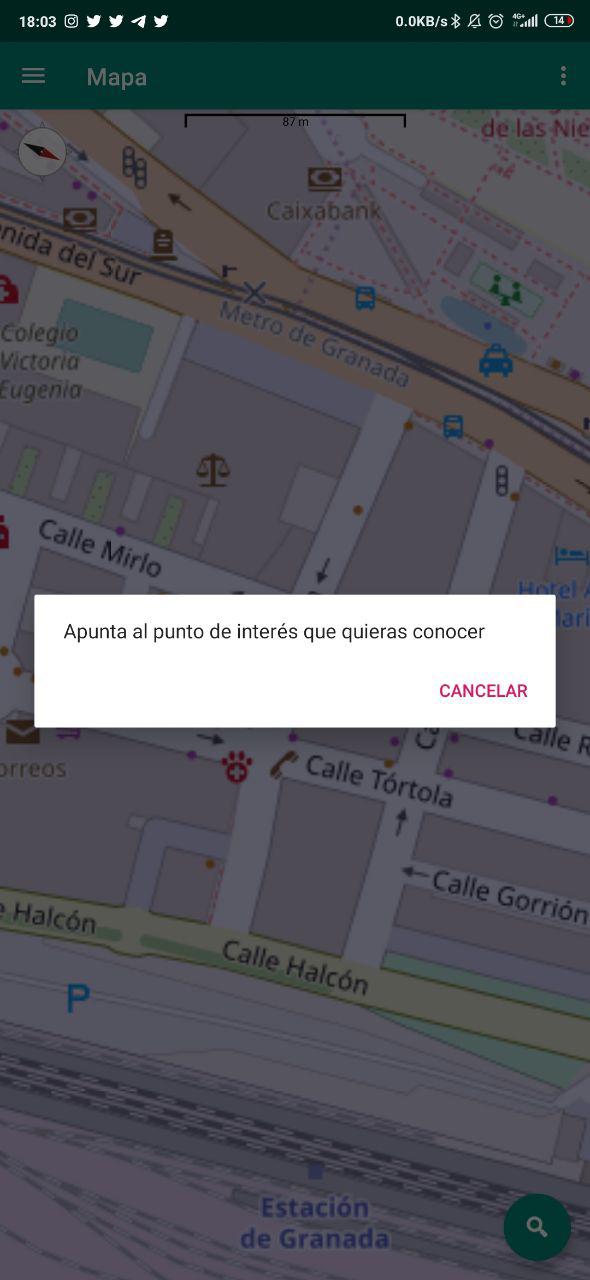 18:03
0.0KB/s
4G+
14
Mapa
87 m
de las Nie
Caixabank
nida del Sur
Metro de Granada
Colegio
Victoria
Eugenia
Calle Mirlo
Hotel A
Mari
Apunta al punto de interés que quieras conocer
CANCELAR
Ca
Calle R
orreos
Calle Tórtola
Calle Gorrión
e Halcón
Calle Halcón
P
Estación
de Granada